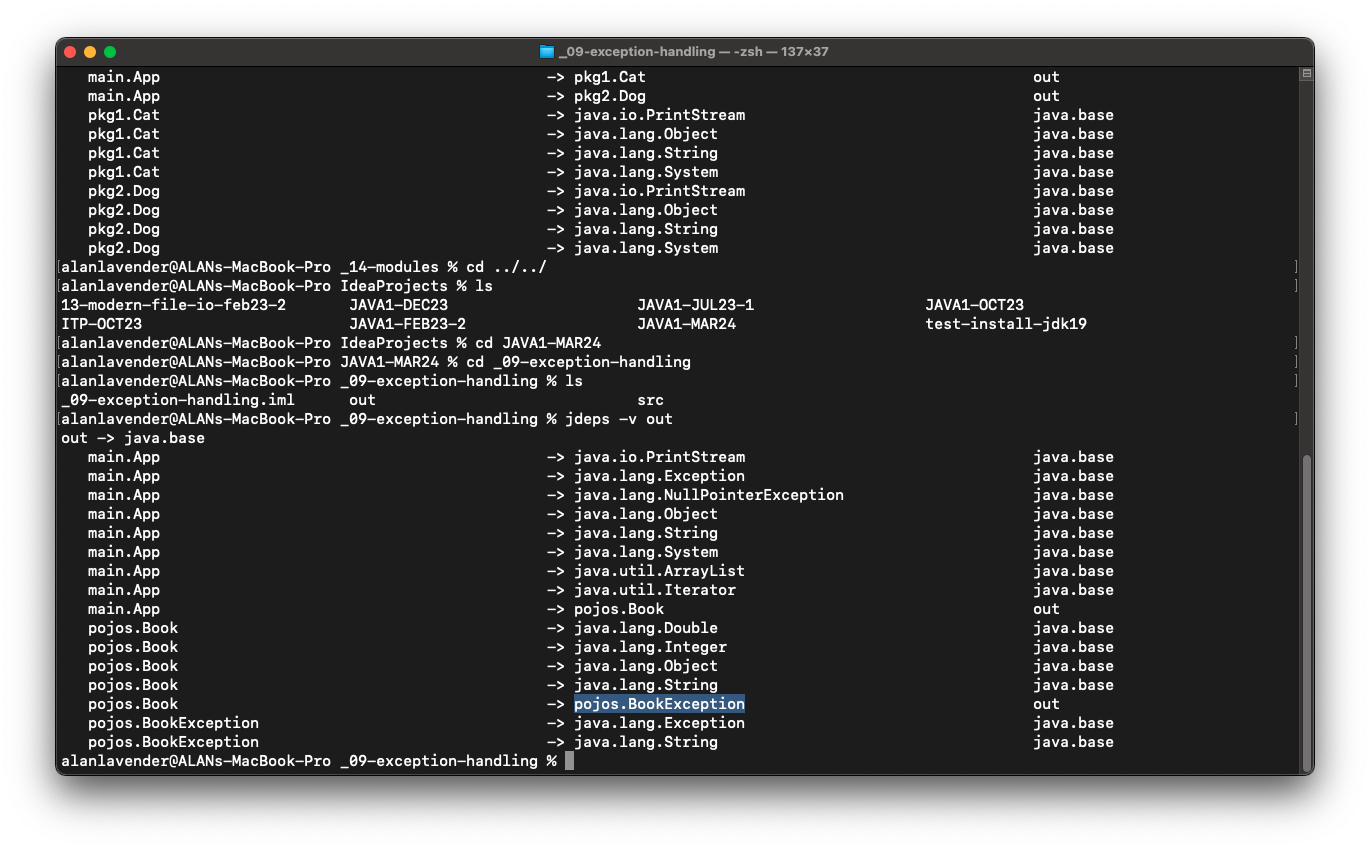 _09-exception-handling — -zsh — 137×37
main.App -> pkg1.Cat out
main.App -> pkg2.Dog out
pkg1.Cat -> java.io.PrintStream java.base
pkg1.Cat -> java.lang.Object java.base
pkg1.Cat -> java.lang.String java.base
pkg1.Cat -> java.lang.System java.base
pkg2.Dog -> java.io.PrintStream java.base
pkg2.Dog -> java.lang.Object java.base
pkg2.Dog -> java.lang.String java.base
pkg2.Dog -> java.lang.System java.base
[alanlavender@ALANs-MacBook-Pro _14-modules % cd ../../ ]
[alanlavender@ALANs-MacBook-Pro IdeaProjects % ls ]
13-modern-file-io-feb23-2 JAVA1-DEC23 JAVA1-JUL23-1 JAVA1-OCT23
ITP-OCT23 JAVA1-FEB23-2 JAVA1-MAR24 test-install-jdk19
[alanlavender@ALANs-MacBook-Pro IdeaProjects % cd JAVA1-MAR24 ]
[alanlavender@ALANs-MacBook-Pro JAVA1-MAR24 % cd _09-exception-handling ]
[alanlavender@ALANs-MacBook-Pro _09-exception-handling % ls ]
_09-exception-handling.iml out src
[alanlavender@ALANs-MacBook-Pro _09-exception-handling % jdeps -v out ]
out -> java.base
main.App -> java.io.PrintStream java.base
main.App -> java.lang.Exception java.base
main.App -> java.lang.NullPointerException java.base
main.App -> java.lang.Object java.base
main.App -> java.lang.String java.base
main.App -> java.lang.System java.base
main.App -> java.util.ArrayList java.base
main.App -> java.util.Iterator java.base
main.App -> pojos.Book out
pojos.Book -> java.lang.Double java.base
pojos.Book -> java.lang.Integer java.base
pojos.Book -> java.lang.Object java.base
pojos.Book -> java.lang.String java.base
pojos.Book -> pojos.BookException out
pojos.BookException -> java.lang.Exception java.base
pojos.BookException -> java.lang.String java.base
alanlavender@ALANs-MacBook-Pro _09-exception-handling %